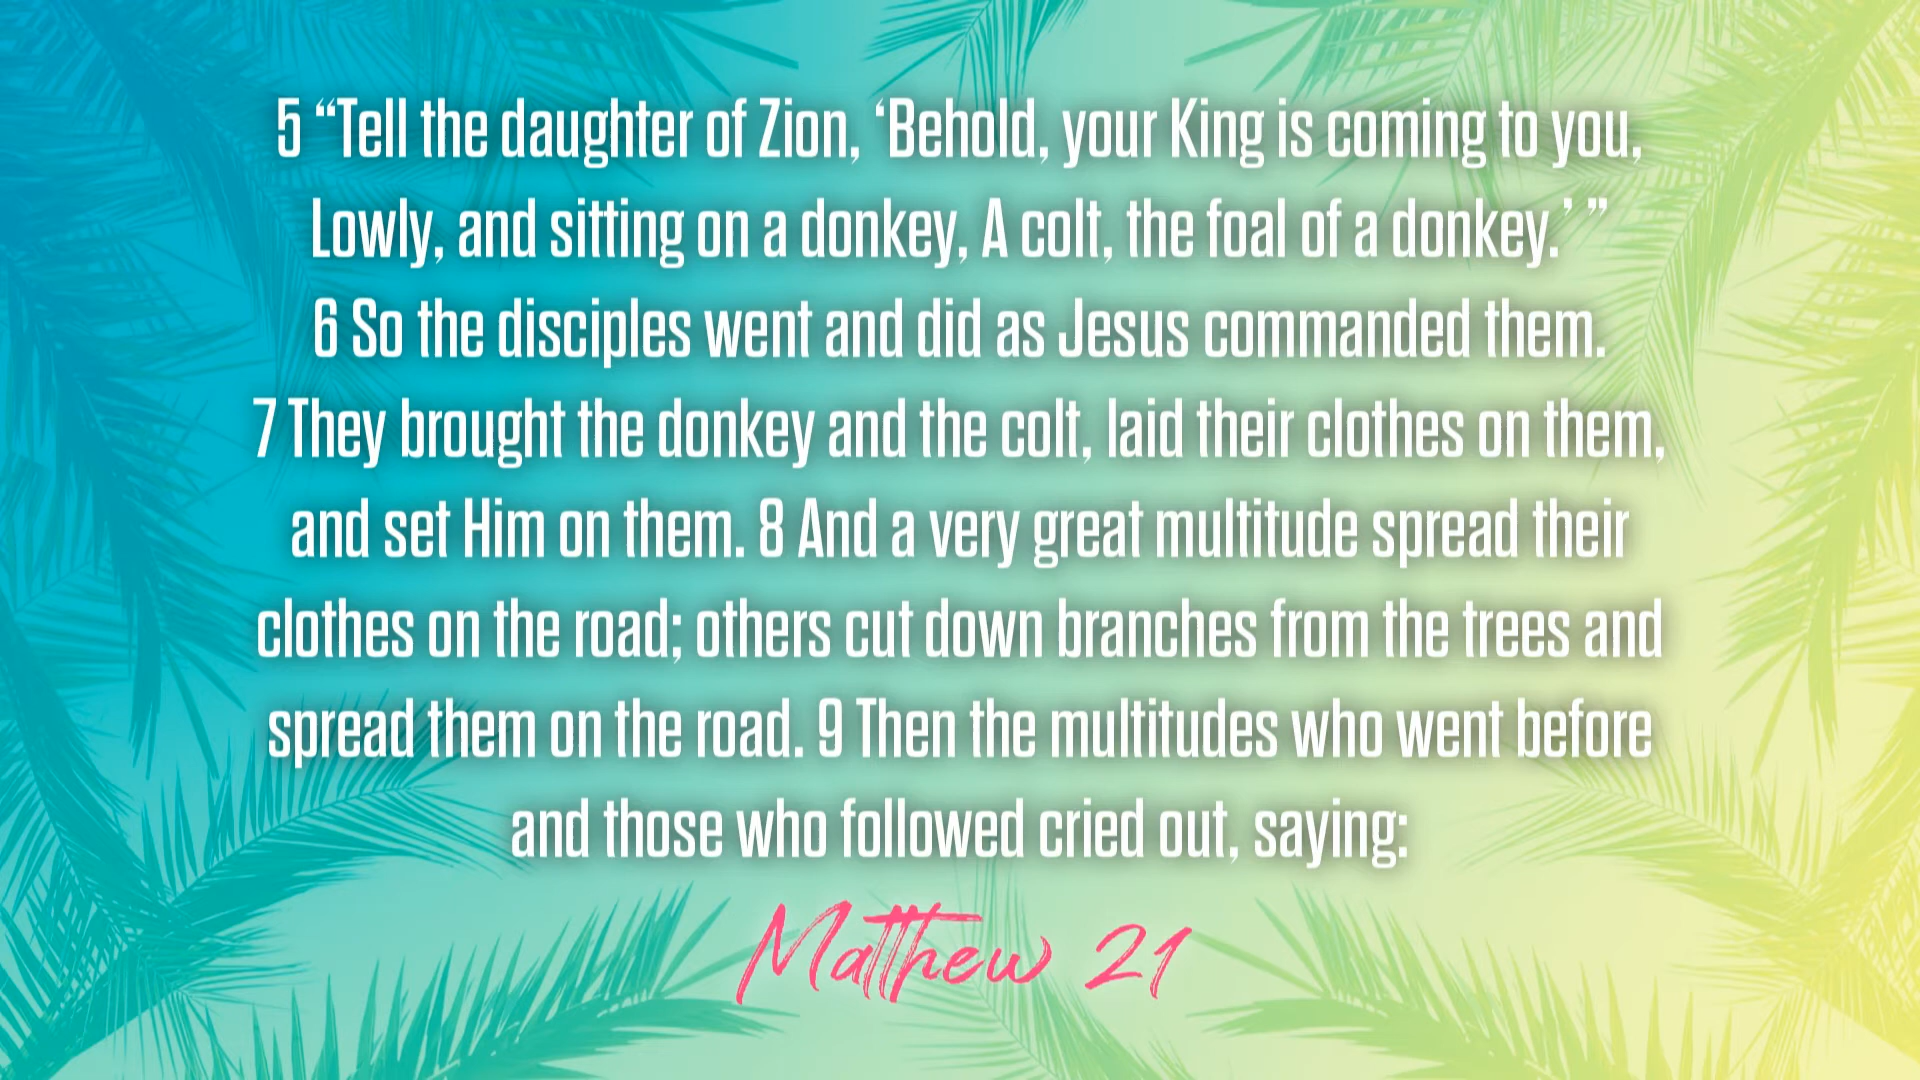 5 “Tell the daughter of Zion, ‘Behold, your King is coming to you,
Lowly, and sitting on a donkey, A colt, the foal of a donkey.’ ”
6 So the disciples went and did as Jesus commanded them.
7 They brought the donkey and the colt, laid their clothes on them,
and set Him on them. 8 And a very great multitude spread their
clothes on the road; others cut down branches from the trees and
spread them on the road. 9 Then the multitudes who went before
and those who followed cried out, saying:
Matthew 21